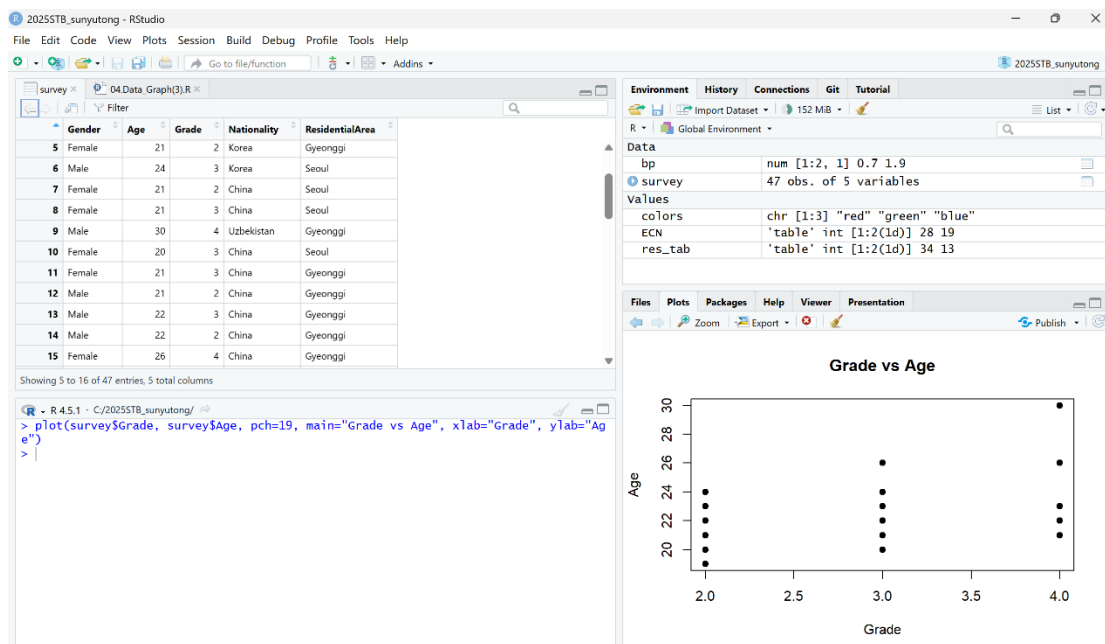 2025STB_sunyutong - RStudio
File Edit Code View Plots Session Build Debug Profile Tools Help
Go to file/function Addins 2025STB_sunyutong
survey 04.Data_Graph(3).R
Filter
Gender Age Grade Nationality ResidentialArea
5 Female 21 2 Korea Gyeonggi
6 Male 24 3 Korea Seoul
7 Female 21 2 China Seoul
8 Female 21 3 China Seoul
9 Male 30 4 Uzbekistan Gyeonggi
10 Female 20 3 China Seoul
11 Female 21 3 China Gyeonggi
12 Male 21 2 China Gyeonggi
13 Male 22 3 China Gyeonggi
14 Male 22 2 China Gyeonggi
15 Female 26 4 China Gyeonggi
Showing 5 to 16 of 47 entries, 5 total columns
R 4.5.1 · C:/2025STB_sunyutong/
> plot(survey$Grade, survey$Age, pch=19, main="Grade vs Age", xlab="Grade", ylab="Ag
e")
>
Environment History Connections Git Tutorial
Import Dataset 152 MiB List
R Global Environment
Data
bp num [1:2, 1] 0.7 1.9
survey 47 obs. of 5 variables
Values
colors chr [1:3] "red" "green" "blue"
ECN 'table' int [1:2(1d)] 28 19
res_tab 'table' int [1:2(1d)] 34 13
Files Plots Packages Help Viewer Presentation
Zoom Export Publish
Grade vs Age
30
28
26
24
22
20
Age
2.0 2.5 3.0 3.5 4.0
Grade